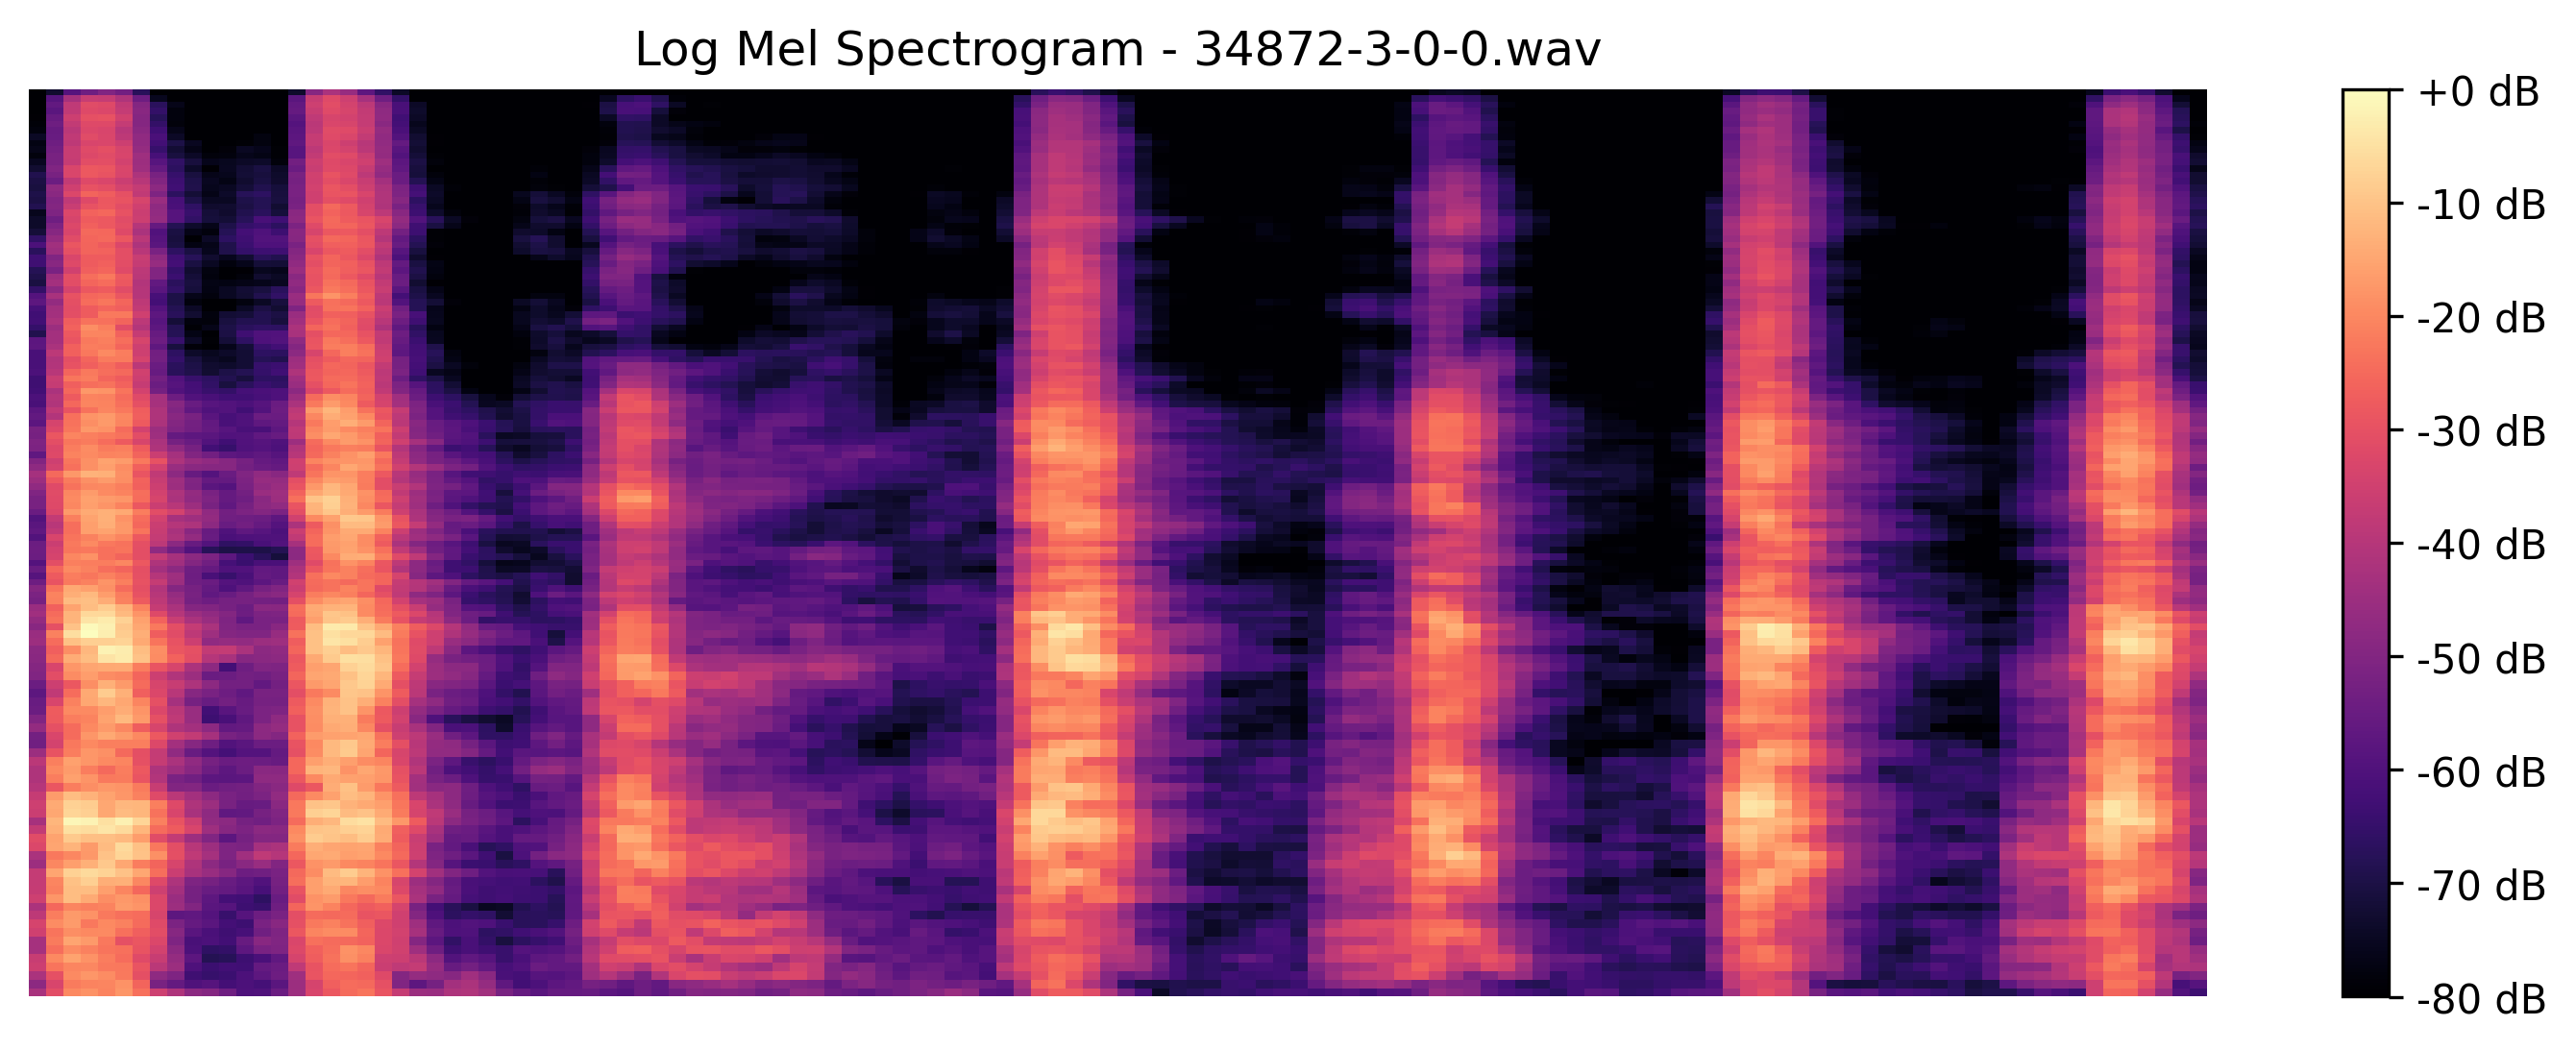 Log Mel Spectrogram - 34872-3-0-0.wav
+0 dB
-10 dB
-20 dB
-30 dB
-40 dB
-50 dB
-60 dB
-70 dB
-80 dB